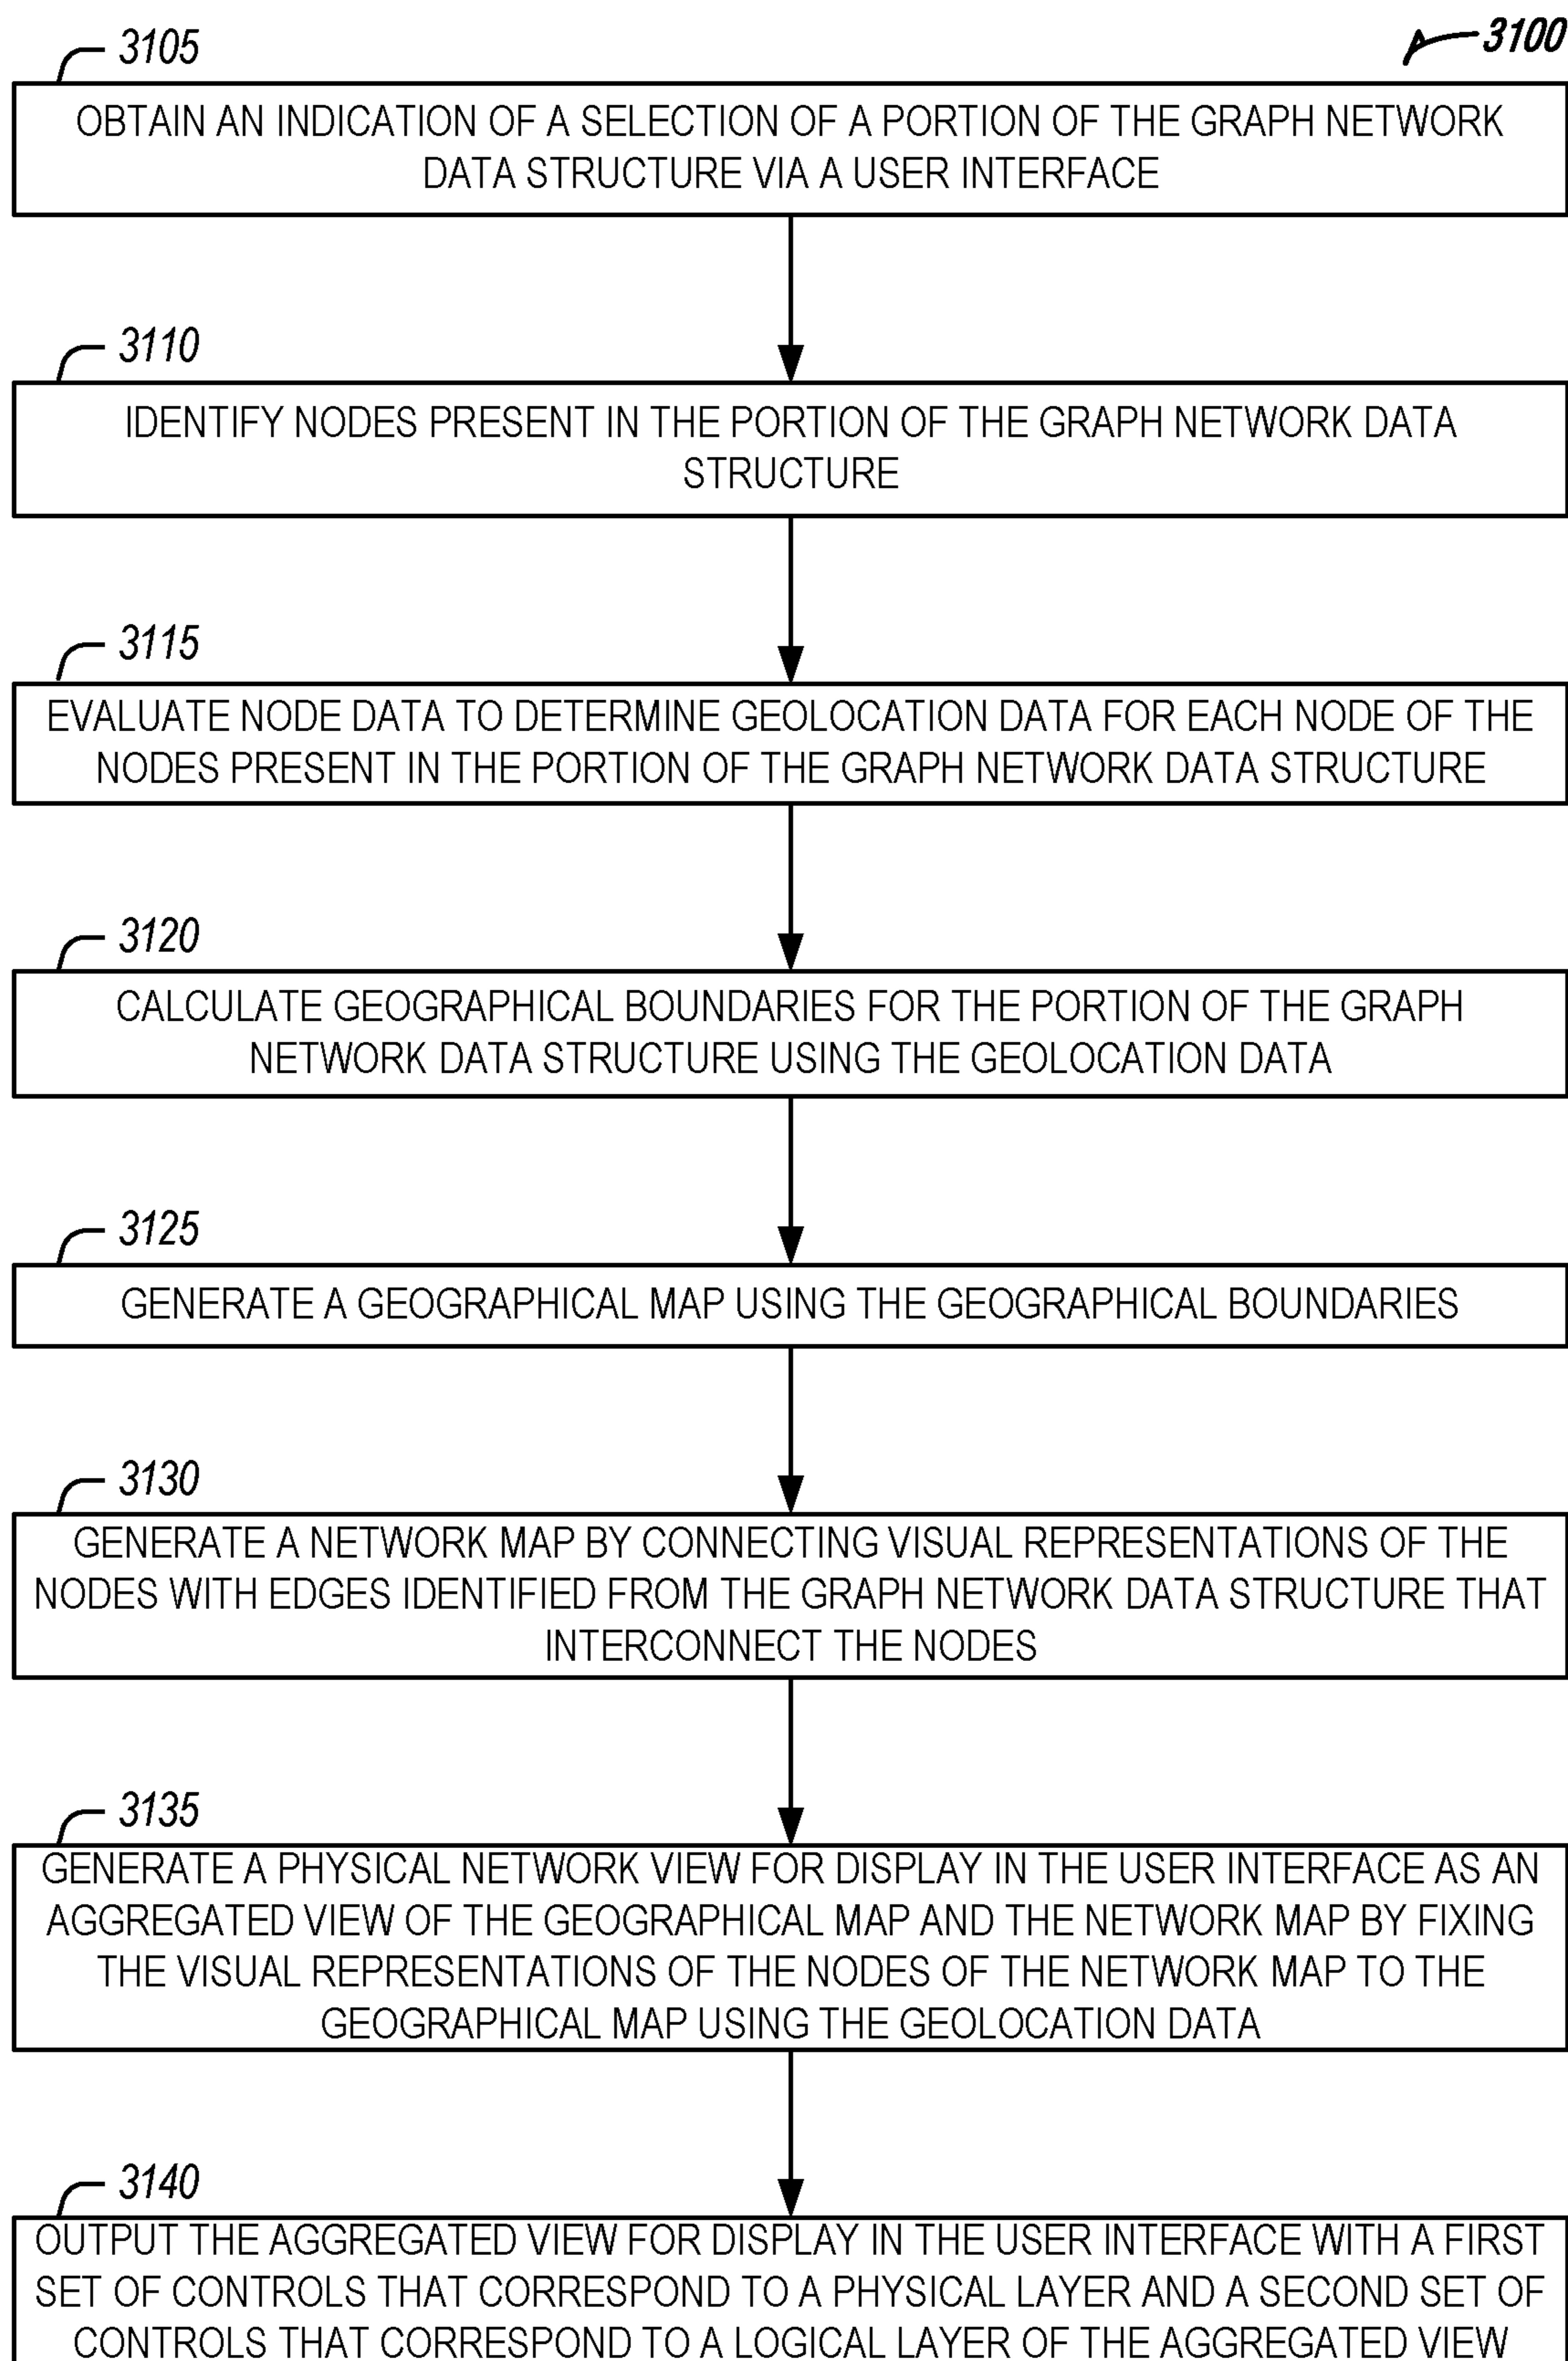 3100
3105
OBTAIN AN INDICATION OF A SELECTION OF A PORTION OF THE GRAPH NETWORK
DATA STRUCTURE VIA A USER INTERFACE
3110
IDENTIFY NODES PRESENT IN THE PORTION OF THE GRAPH NETWORK DATA
STRUCTURE
3115
EVALUATE NODE DATA TO DETERMINE GEOLOCATION DATA FOR EACH NODE OF THE
NODES PRESENT IN THE PORTION OF THE GRAPH NETWORK DATA STRUCTURE
3120
CALCULATE GEOGRAPHICAL BOUNDARIES FOR THE PORTION OF THE GRAPH
NETWORK DATA STRUCTURE USING THE GEOLOCATION DATA
3125
GENERATE A GEOGRAPHICAL MAP USING THE GEOGRAPHICAL BOUNDARIES
3130
GENERATE A NETWORK MAP BY CONNECTING VISUAL REPRESENTATIONS OF THE
NODES WITH EDGES IDENTIFIED FROM THE GRAPH NETWORK DATA STRUCTURE THAT
INTERCONNECT THE NODES
3135
GENERATE A PHYSICAL NETWORK VIEW FOR DISPLAY IN THE USER INTERFACE AS AN
AGGREGATED VIEW OF THE GEOGRAPHICAL MAP AND THE NETWORK MAP BY FIXING
THE VISUAL REPRESENTATIONS OF THE NODES OF THE NETWORK MAP TO THE
GEOGRAPHICAL MAP USING THE GEOLOCATION DATA
3140
OUTPUT THE AGGREGATED VIEW FOR DISPLAY IN THE USER INTERFACE WITH A FIRST
SET OF CONTROLS THAT CORRESPOND TO A PHYSICAL LAYER AND A SECOND SET OF
CONTROLS THAT CORRESPOND TO A LOGICAL LAYER OF THE AGGREGATED VIEW